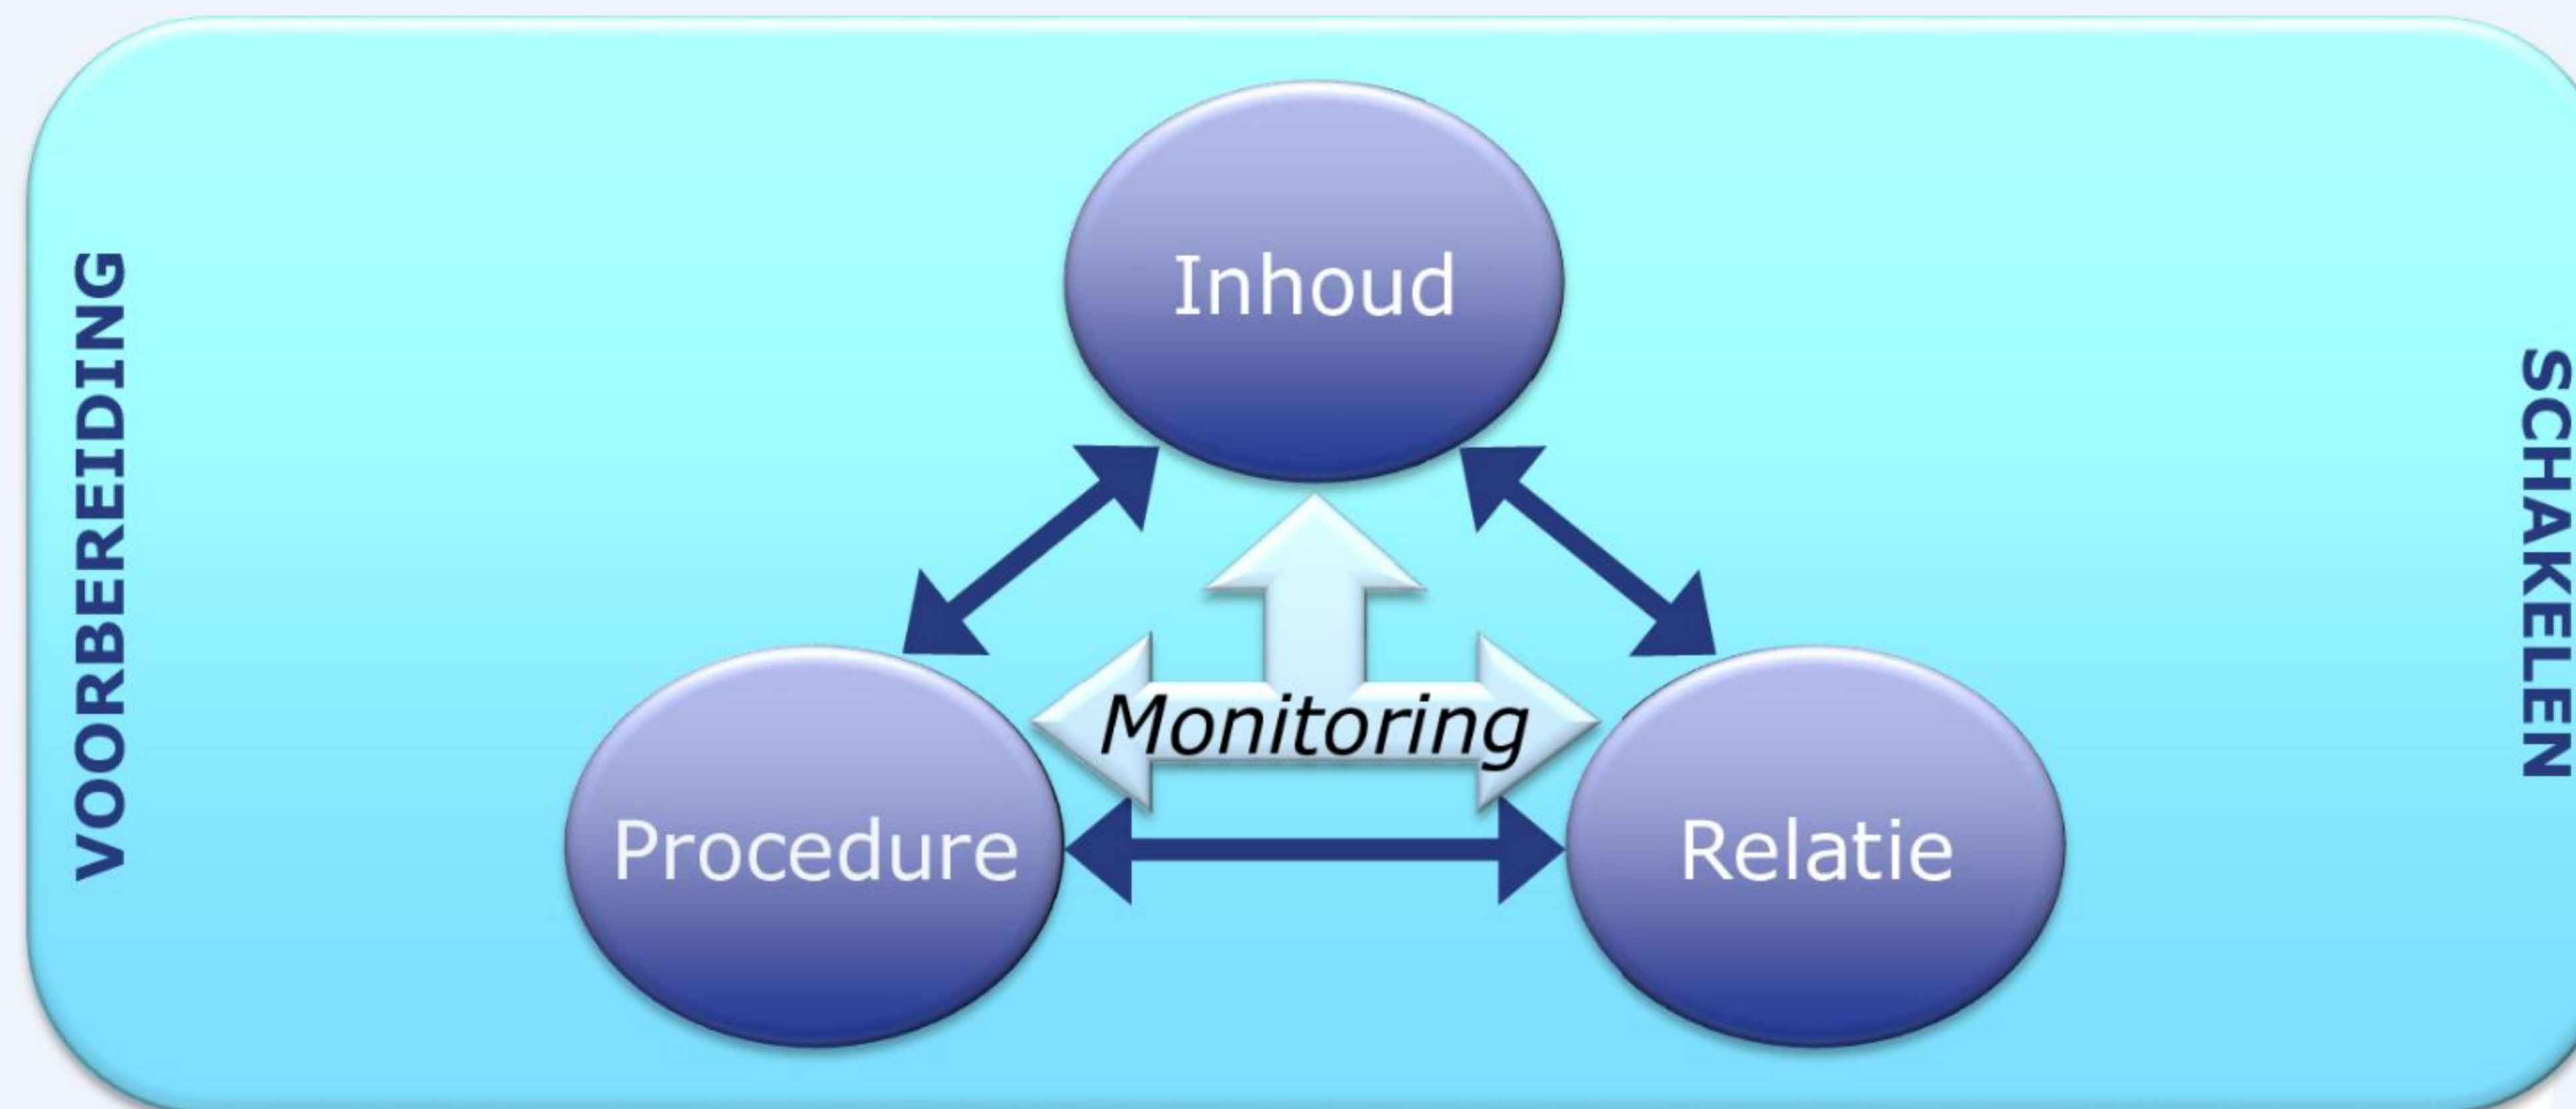 VOORBEREIDING
Inhoud
SCHAKELEN
Monitoring
Procedure
Relatie